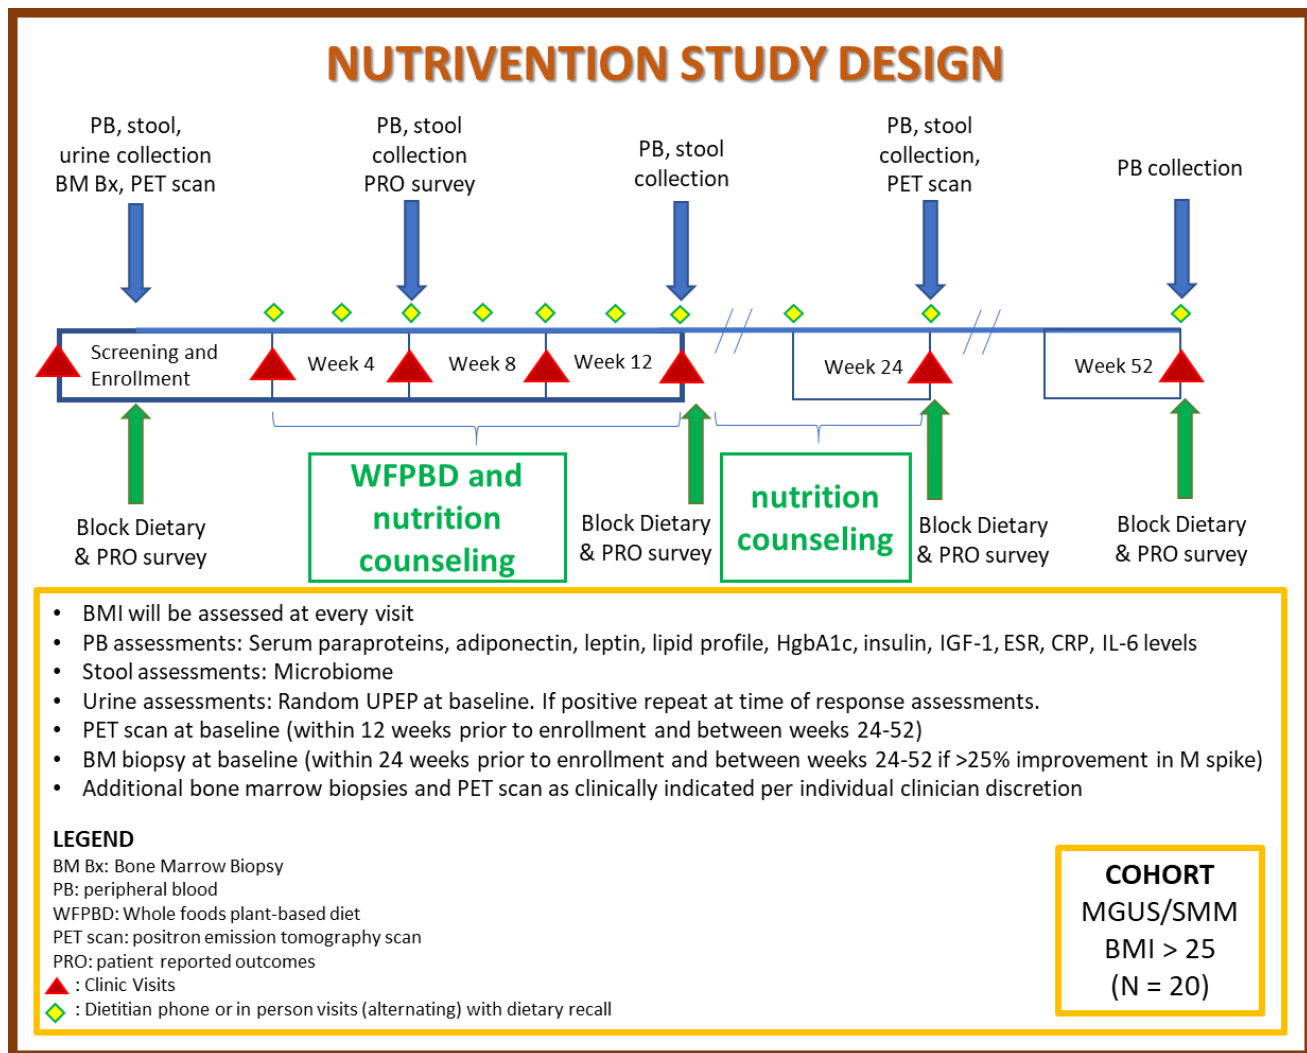 NUTRIVENTION STUDY DESIGN
PB, stool,
urine collection
BM Bx, PET scan
PB, stool
collection
PRO survey
PB, stool
collection
PB, stool
collection,
PET scan
PB collection
Screening and
Enrollment
Week 4
Week 8
Week 12
Week 24
Week 52
Block Dietary
& PRO survey
WFPBD and
nutrition
counseling
Block Dietary
& PRO survey
nutrition
counseling
Block Dietary
& PRO survey
Block Dietary
& PRO survey
• BMI will be assessed at every visit
• PB assessments: Serum paraproteins, adiponectin, leptin, lipid profile, HgbA1c, insulin, IGF-1, ESR, CRP, IL-6 levels
• Stool assessments: Microbiome
• Urine assessments: Random UPEP at baseline. If positive repeat at time of response assessments.
• PET scan at baseline (within 12 weeks prior to enrollment and between weeks 24-52)
• BM biopsy at baseline (within 24 weeks prior to enrollment and between weeks 24-52 if >25% improvement in M spike)
• Additional bone marrow biopsies and PET scan as clinically indicated per individual clinician discretion
LEGEND
BM Bx: Bone Marrow Biopsy
PB: peripheral blood
WFPBD: Whole foods plant-based diet
PET scan: positron emission tomography scan
PRO: patient reported outcomes
: Clinic Visits
: Dietitian phone or in person visits (alternating) with dietary recall
COHORT
MGUS/SMM
BMI > 25
(N = 20)